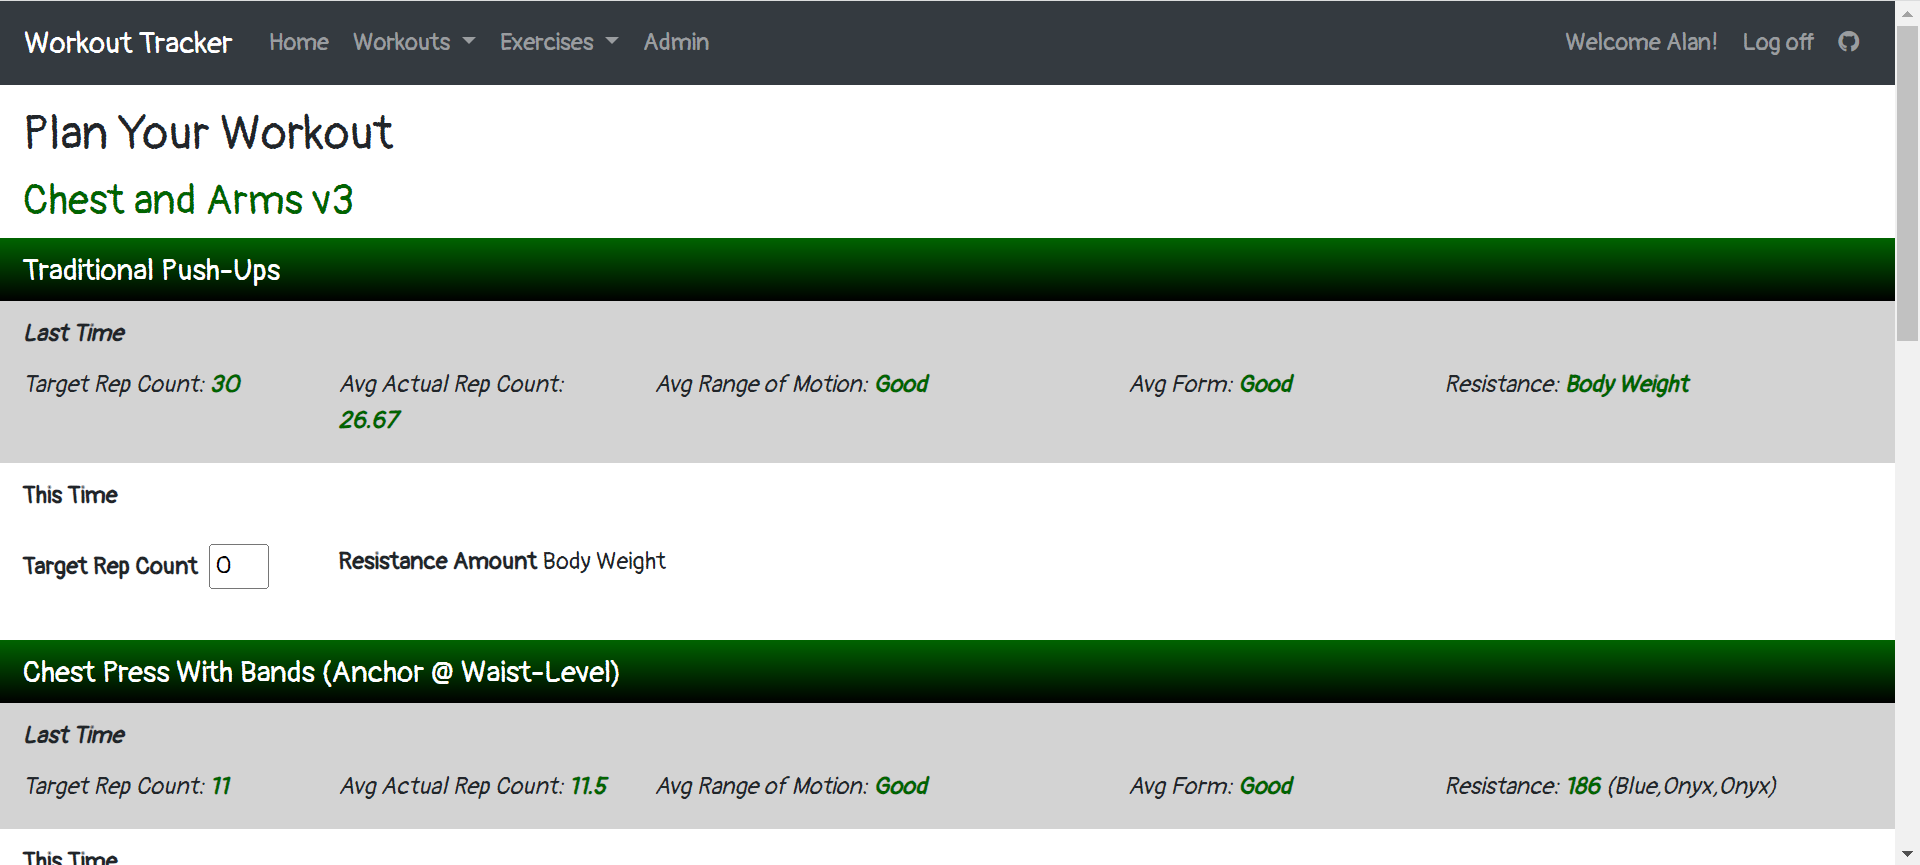 Workout Tracker Home Workouts Exercises Admin Welcome Alan! Log off
Plan Your Workout
Chest and Arms v3
Traditional Push-Ups
Last Time
Target Rep Count: 30 Avg Actual Rep Count: 26.67 Avg Range of Motion: Good Avg Form: Good Resistance: Body Weight
This Time
Target Rep Count 0 Resistance Amount Body Weight
Chest Press With Bands (Anchor @ Waist-Level)
Last Time
Target Rep Count: 11 Avg Actual Rep Count: 11.5 Avg Range of Motion: Good Avg Form: Good Resistance: 186 (Blue,Onyx,Onyx)
This Time